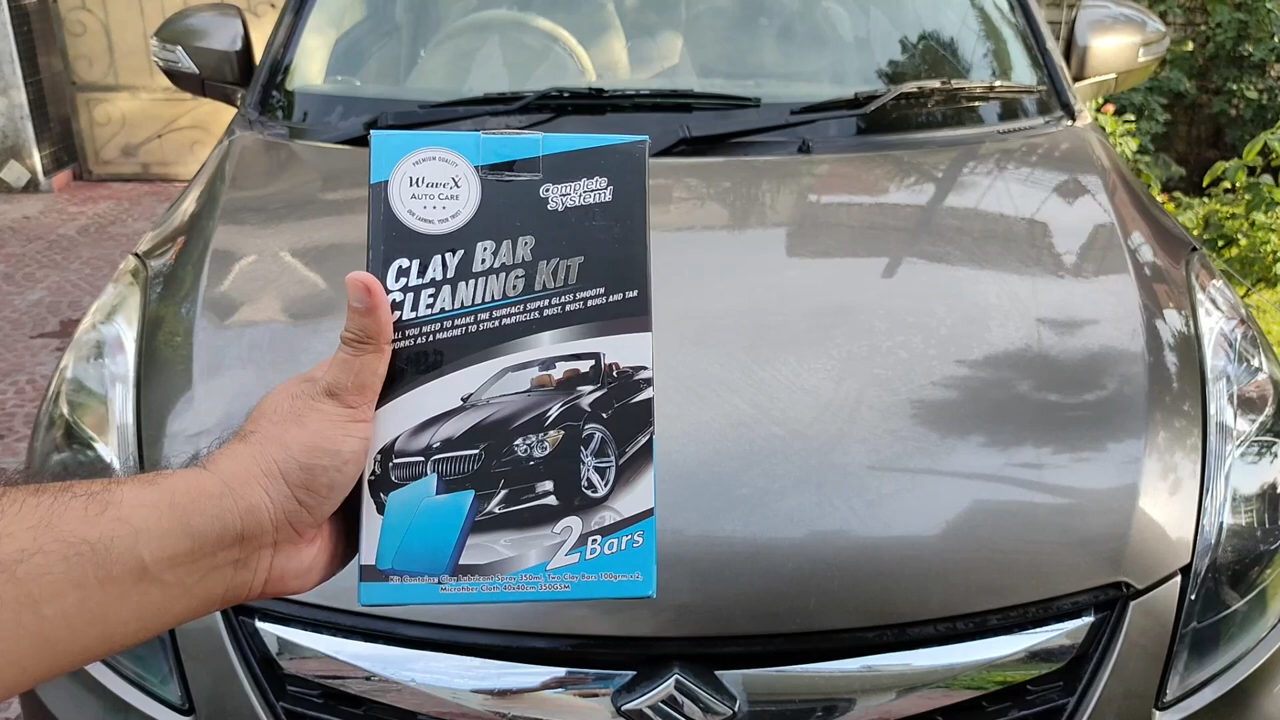 PREMIUM QUALITY
WaveX
AUTO CARE
OUR EARNING, YOUR TRUST
Complete
System!
CLAY BAR
CLEANING KIT
ALL YOU NEED TO MAKE THE SURFACE SUPER GLASS SMOOTH
WORKS AS A MAGNET TO STICK PARTICLES, DUST, RUST, BUGS AND TAR
2 Bars
Kit Contains: Clay Lubricant Spray 350ml, Two Clay Bars 100grm x 2,
Microfiber Cloth 40x40cm 350GSM